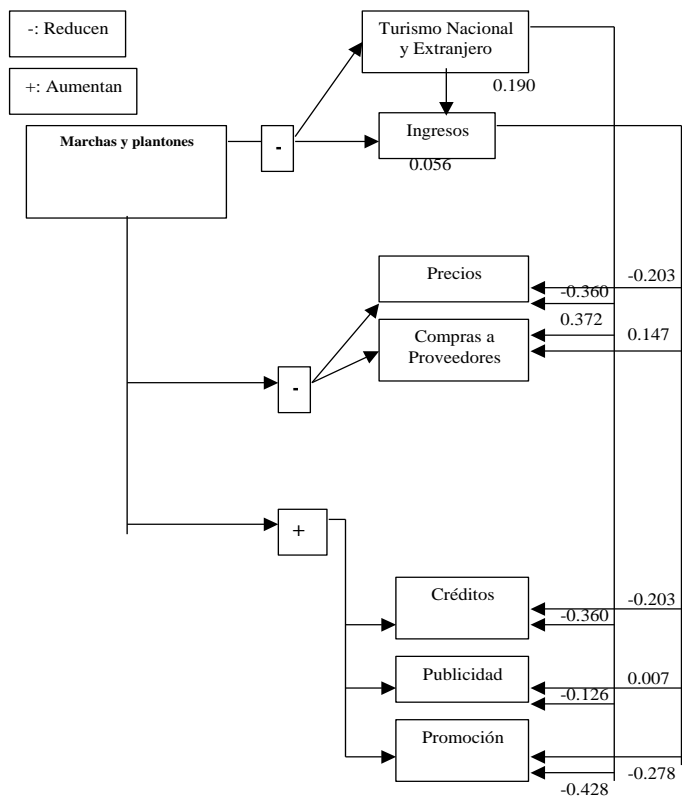 -: Reducen
Turismo Nacional
y Extranjero
+: Aumentan
0.190
Marchas y plantones
-
Ingresos
0.056
Precios
-0.203
-0.360
0.372
Compras a
Proveedores
0.147
-
+
Créditos
-0.203
-0.360
Publicidad
0.007
-0.126
Promoción
-0.278
-0.428